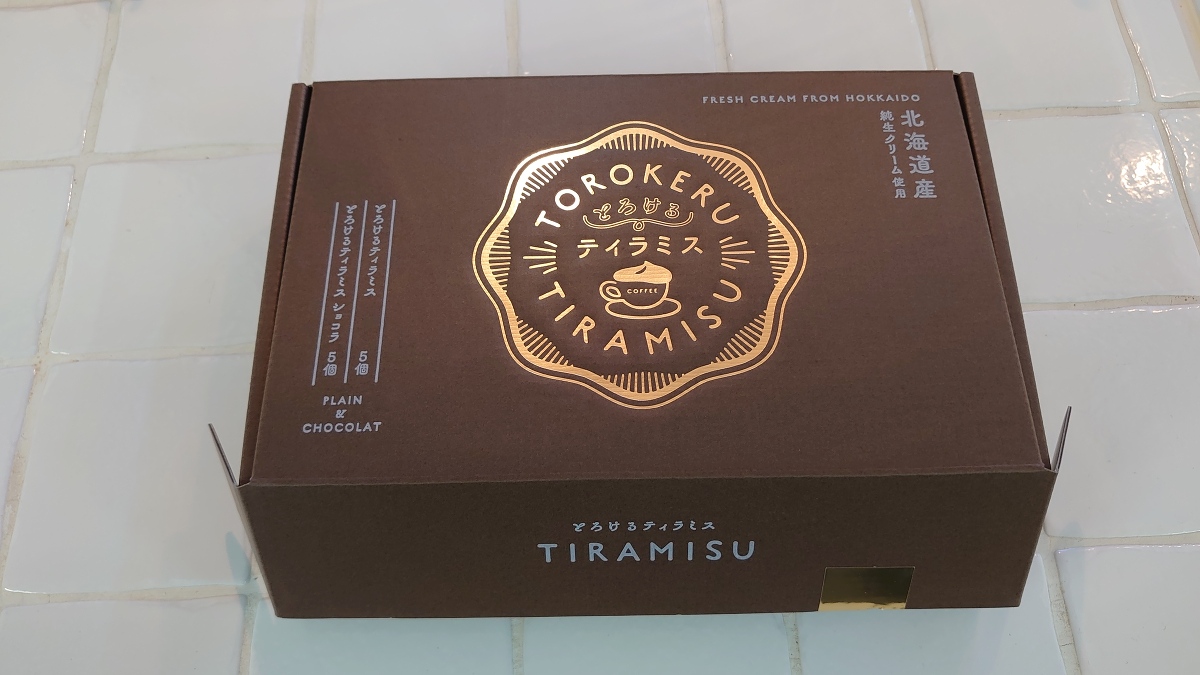 FRESH CREAM FROM HOKKAIDO
北海道産
純生クリーム使用
TOROKERU
とろける
ティラミス
COFFEE
TIRAMISU
とろけるティラミス 5個
とろけるティラミス ショコラ 5個
PLAIN
&
CHOCOLAT
とろけるティラミス
TIRAMISU